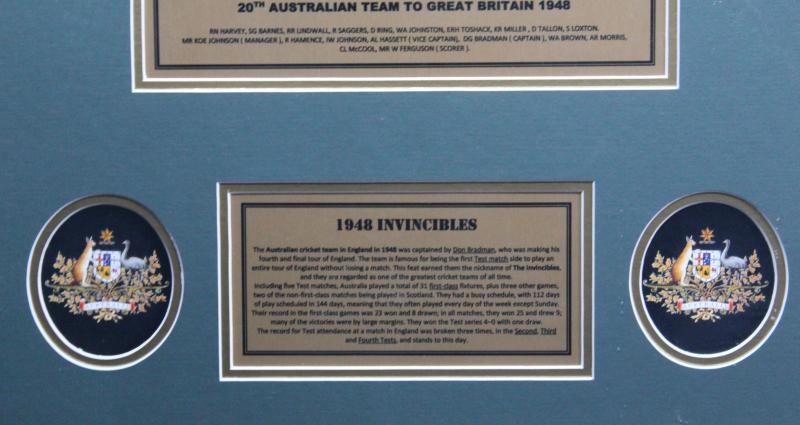 20TH AUSTRALIAN TEAM TO GREAT BRITAIN 1948
RN HARVEY, SG BARNES, RR LINDWALL, R SAGGERS, D RING, WA JOHNSTON, ERH TOSHACK, KR MILLER , D TALLON, S LOXTON.
MR KOE JOHNSON ( MANAGER ), R HAMENCE, IW JOHNSON, AL HASSETT ( VICE CAPTAIN), DG BRADMAN ( CAPTAIN ), WA BROWN, AR MORRIS,
CL McCOOL, MR W FERGUSON ( SCORER ).
1948 INVINCIBLES
The Australian cricket team in England in 1948 was captained by Don Bradman, who was making his
fourth and final tour of England. The team is famous for being the first Test match side to play an
entire tour of England without losing a match. This feat earned them the nickname of The Invincibles,
and they are regarded as one of the greatest cricket teams of all time.
Including five Test matches, Australia played a total of 31 first-class fixtures, plus three other games,
two of the non-first-class matches being played in Scotland. They had a busy schedule, with 112 days
of play scheduled in 144 days, meaning that they often played every day of the week except Sunday.
Their record in the first-class games was 23 won and 8 drawn; in all matches, they won 25 and drew 9;
many of the victories were by large margins. They won the Test series 4–0 with one draw.
The record for Test attendance at a match in England was broken three times, in the Second, Third
and Fourth Tests, and stands to this day.
AUSTRALIA
AUSTRALIA